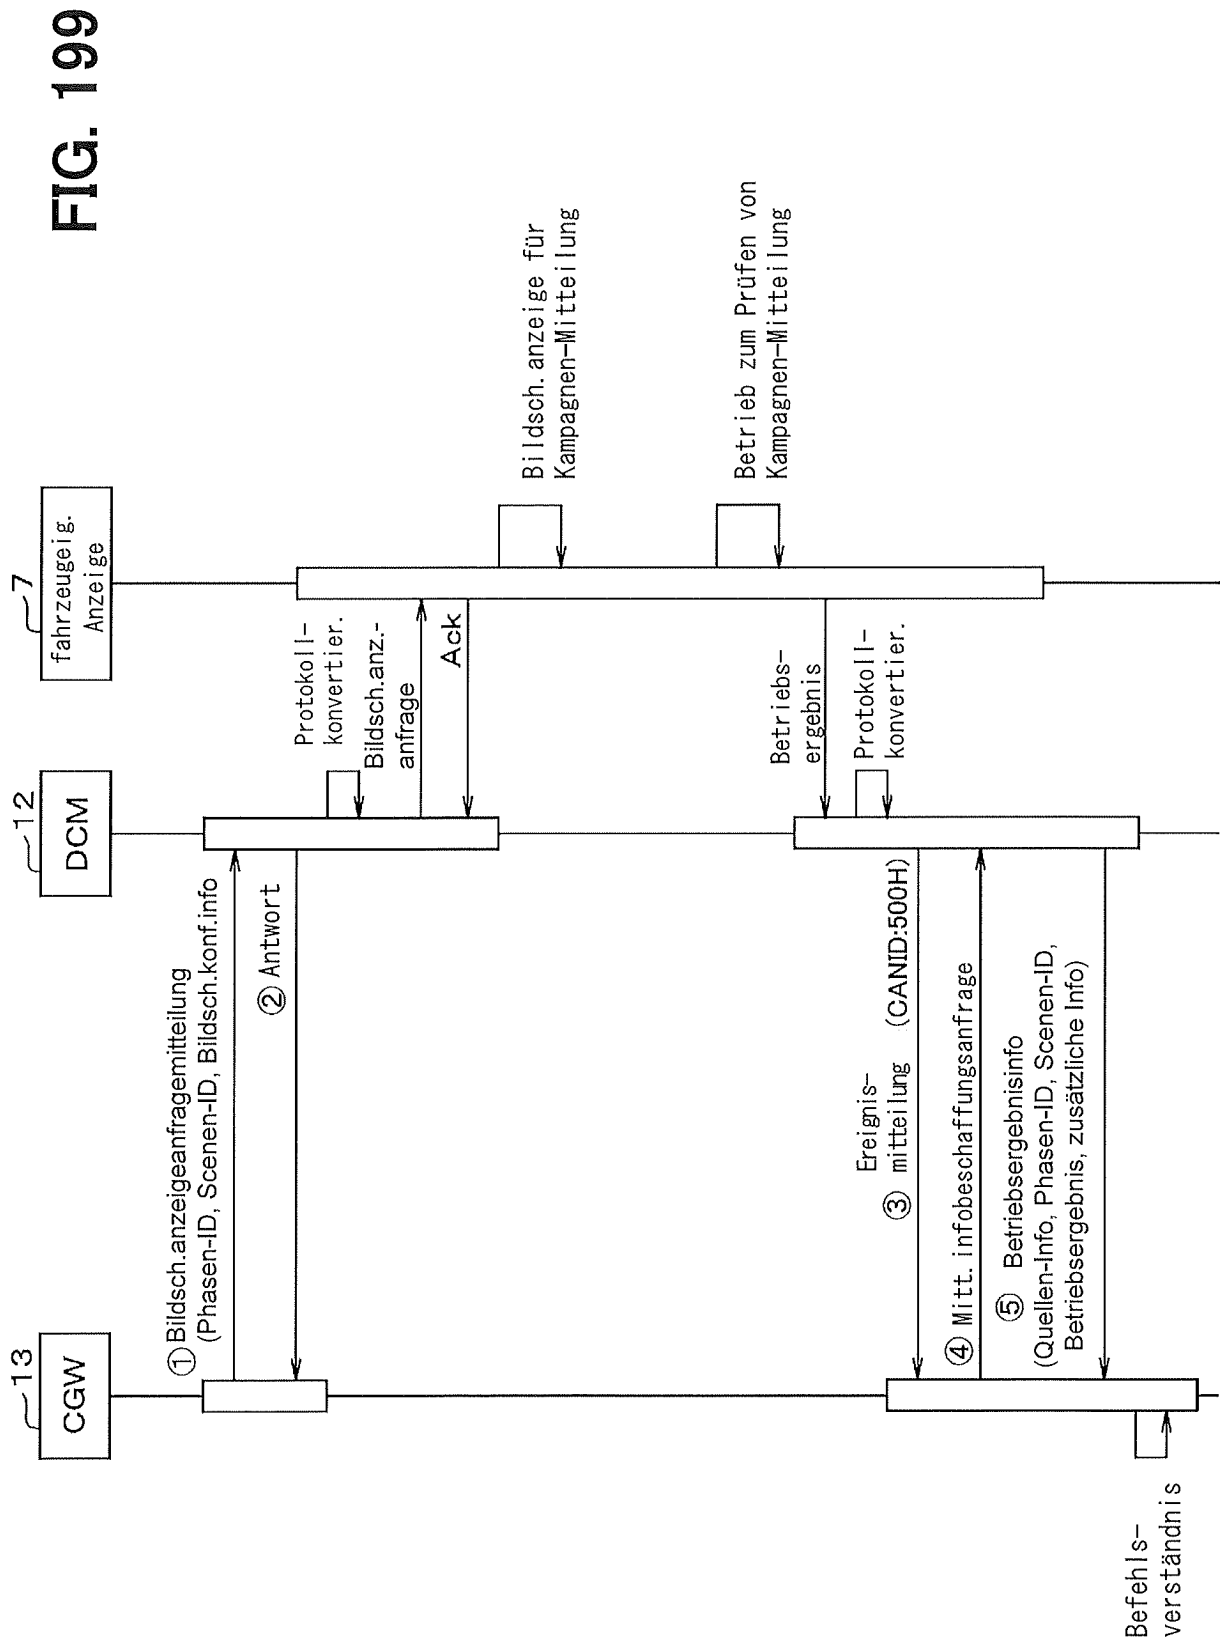 FIG. 199
13
CGW
12
DCM
7
fahrzeugeig.
Anzeige
① Bildsch.anzeigeanfragemitteilung
(Phasen-ID, Scenen-ID, Bildsch.konf.info
② Antwort
Protokoll-
konvertier.
Bildsch.anz.-
anfrage
Ack
Bildsch.anzeige für
Kampagnen-Mitteilung
Betrieb zum Prüfen von
Kampagnen-Mitteilung
Betriebs-
ergebnis
Protokoll-
konvertier.
Ereignis-
③ mitteilung (CANID:500H)
④ Mitt. infobeschaffungsanfrage
⑤ Betriebsergebnisinfo
(Quellen-Info, Phasen-ID, Scenen-ID,
Betriebsergebnis, zusätzliche Info)
Befehls-
verständnis